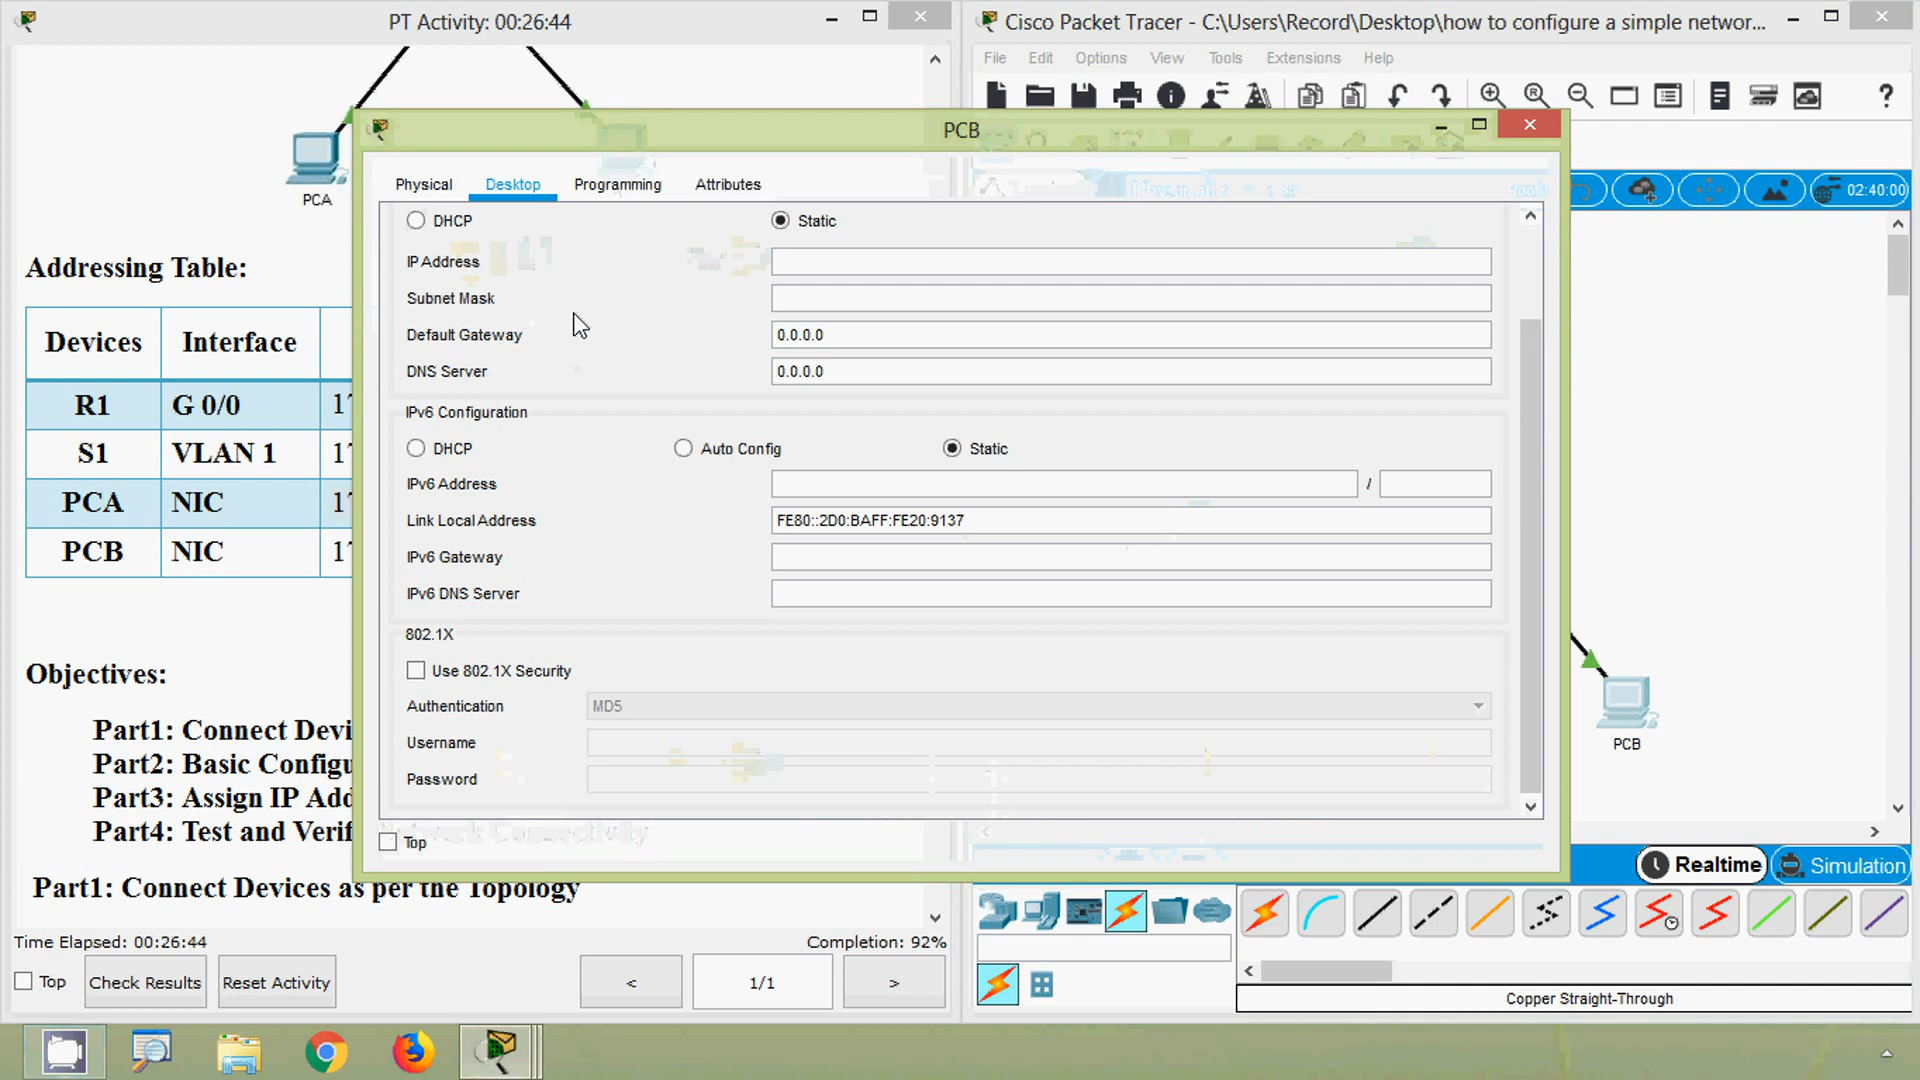 PT Activity: 00:26:44
PCA
Addressing Table:
Devices Interface
R1 G 0/0 17
S1 VLAN 1 17
PCA NIC 17
PCB NIC 17
Objectives:
Part1: Connect Devi
Part2: Basic Configu
Part3: Assign IP Add
Part4: Test and Verif
Part1: Connect Devices as per the Topology
Time Elapsed: 00:26:44
Completion: 92%
Top
Check Results
Reset Activity
<
1/1
>
Cisco Packet Tracer - C:\Users\Record\Desktop\how to configure a simple networ...
File Edit Options View Tools Extensions Help
02:40:00
PCB
Physical Desktop Programming Attributes
DHCP Static
IP Address
Subnet Mask
Default Gateway 0.0.0.0
DNS Server 0.0.0.0
IPv6 Configuration
DHCP Auto Config Static
IPv6 Address /
Link Local Address FE80::2D0:BAFF:FE20:9137
IPv6 Gateway
IPv6 DNS Server
802.1X
Use 802.1X Security
Authentication MD5
Username
Password
Top
PCB
Realtime Simulation
Copper Straight-Through